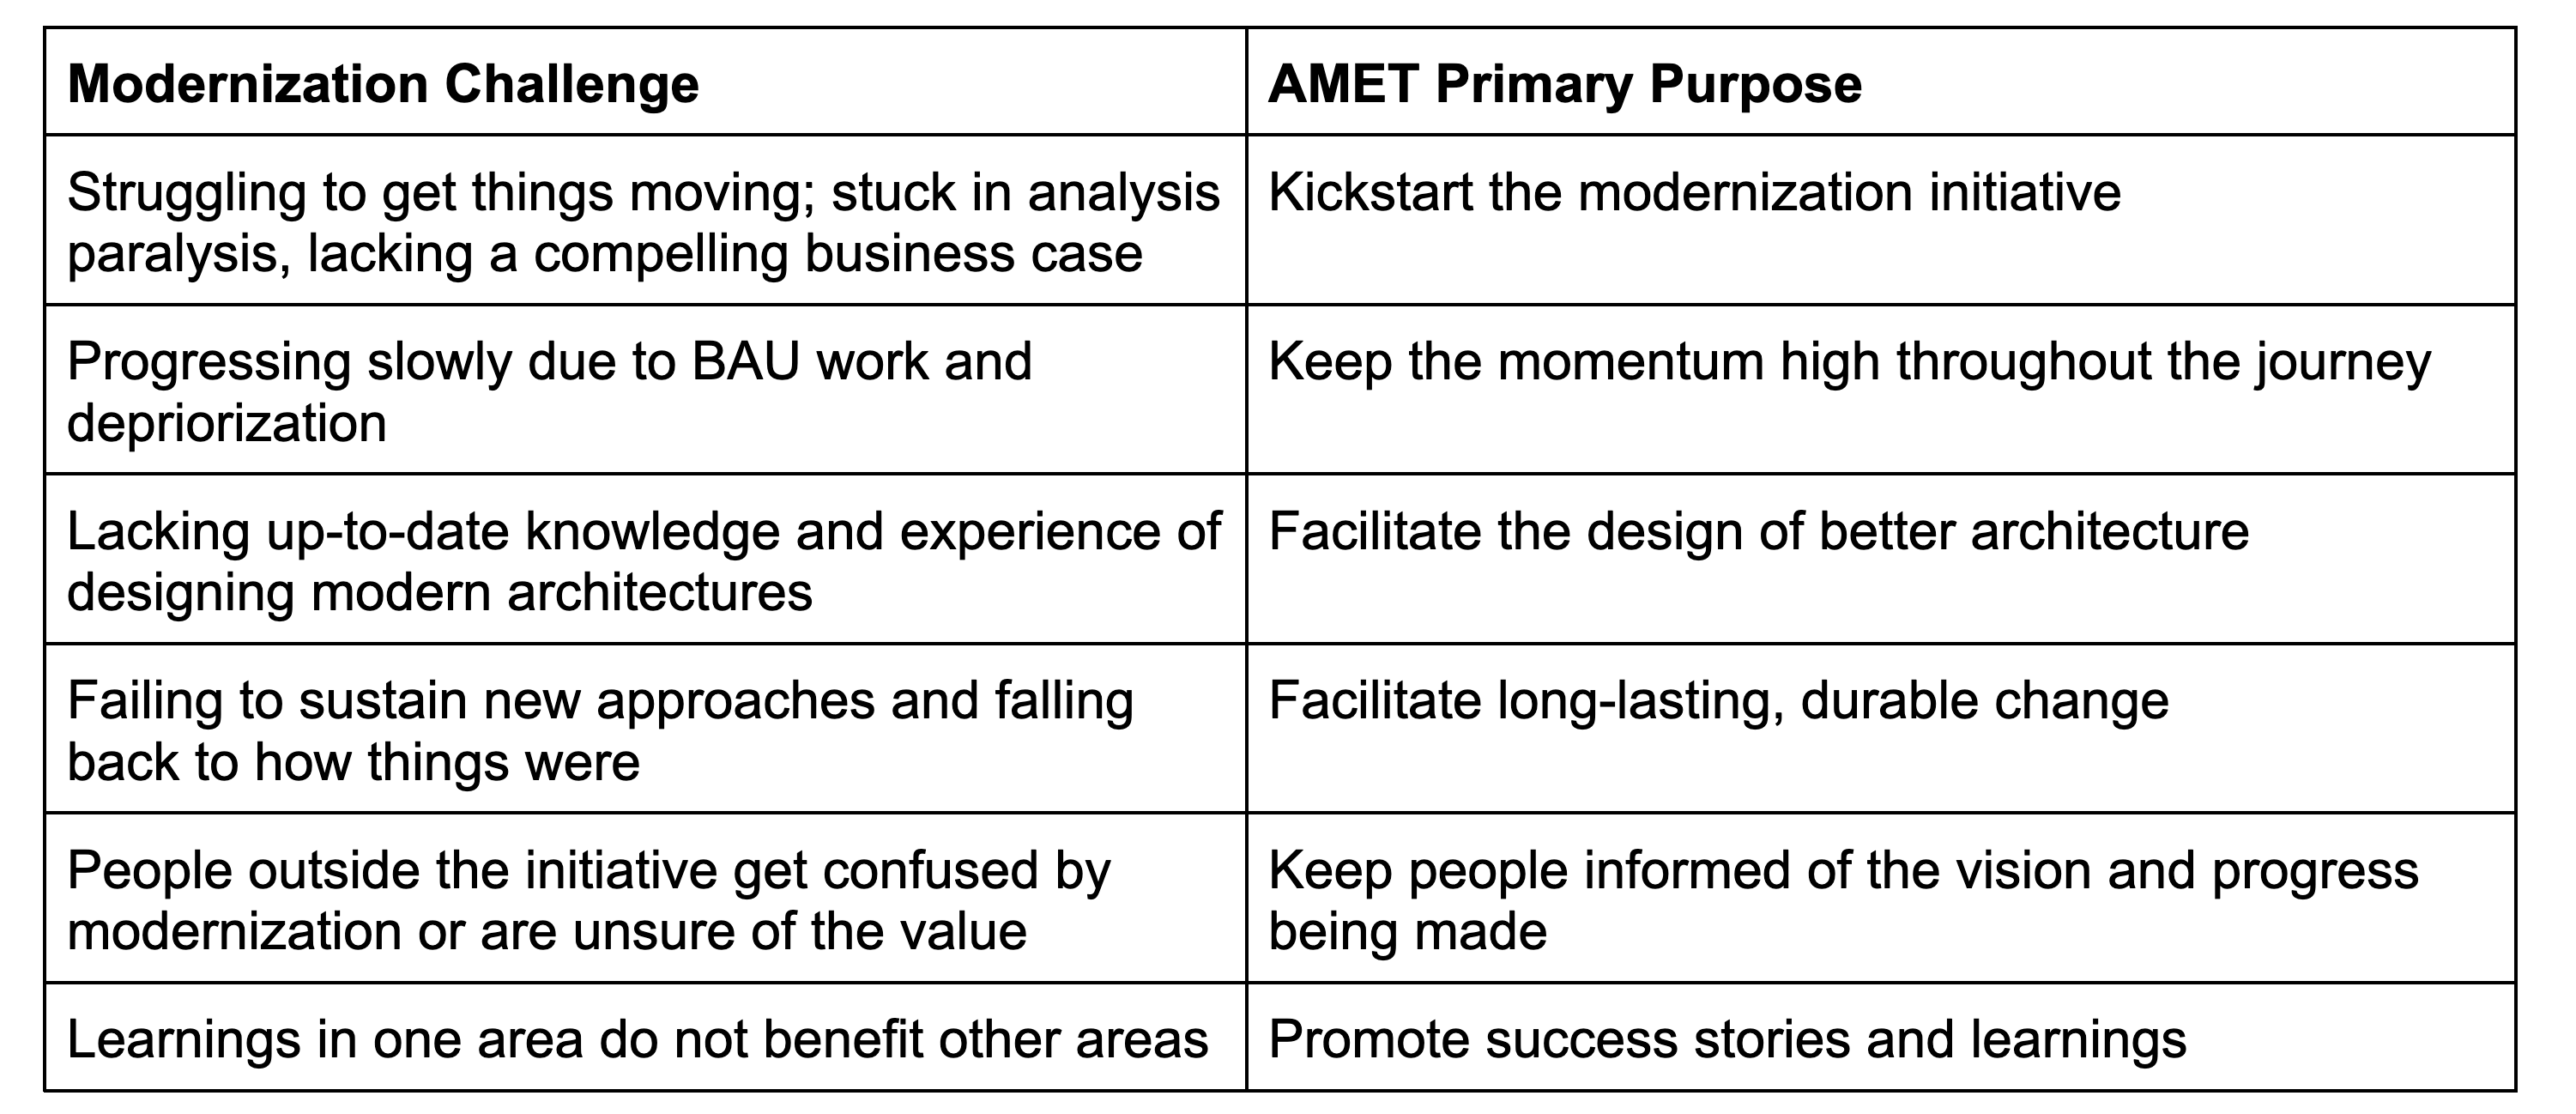 Modernization Challenge
AMET Primary Purpose
Struggling to get things moving; stuck in analysis
paralysis, lacking a compelling business case
Kickstart the modernization initiative
Progressing slowly due to BAU work and
depriorization
Keep the momentum high throughout the journey
Lacking up-to-date knowledge and experience of
designing modern architectures
Facilitate the design of better architecture
Failing to sustain new approaches and falling
back to how things were
Facilitate long-lasting, durable change
People outside the initiative get confused by
modernization or are unsure of the value
Keep people informed of the vision and progress
being made
Learnings in one area do not benefit other areas
Promote success stories and learnings